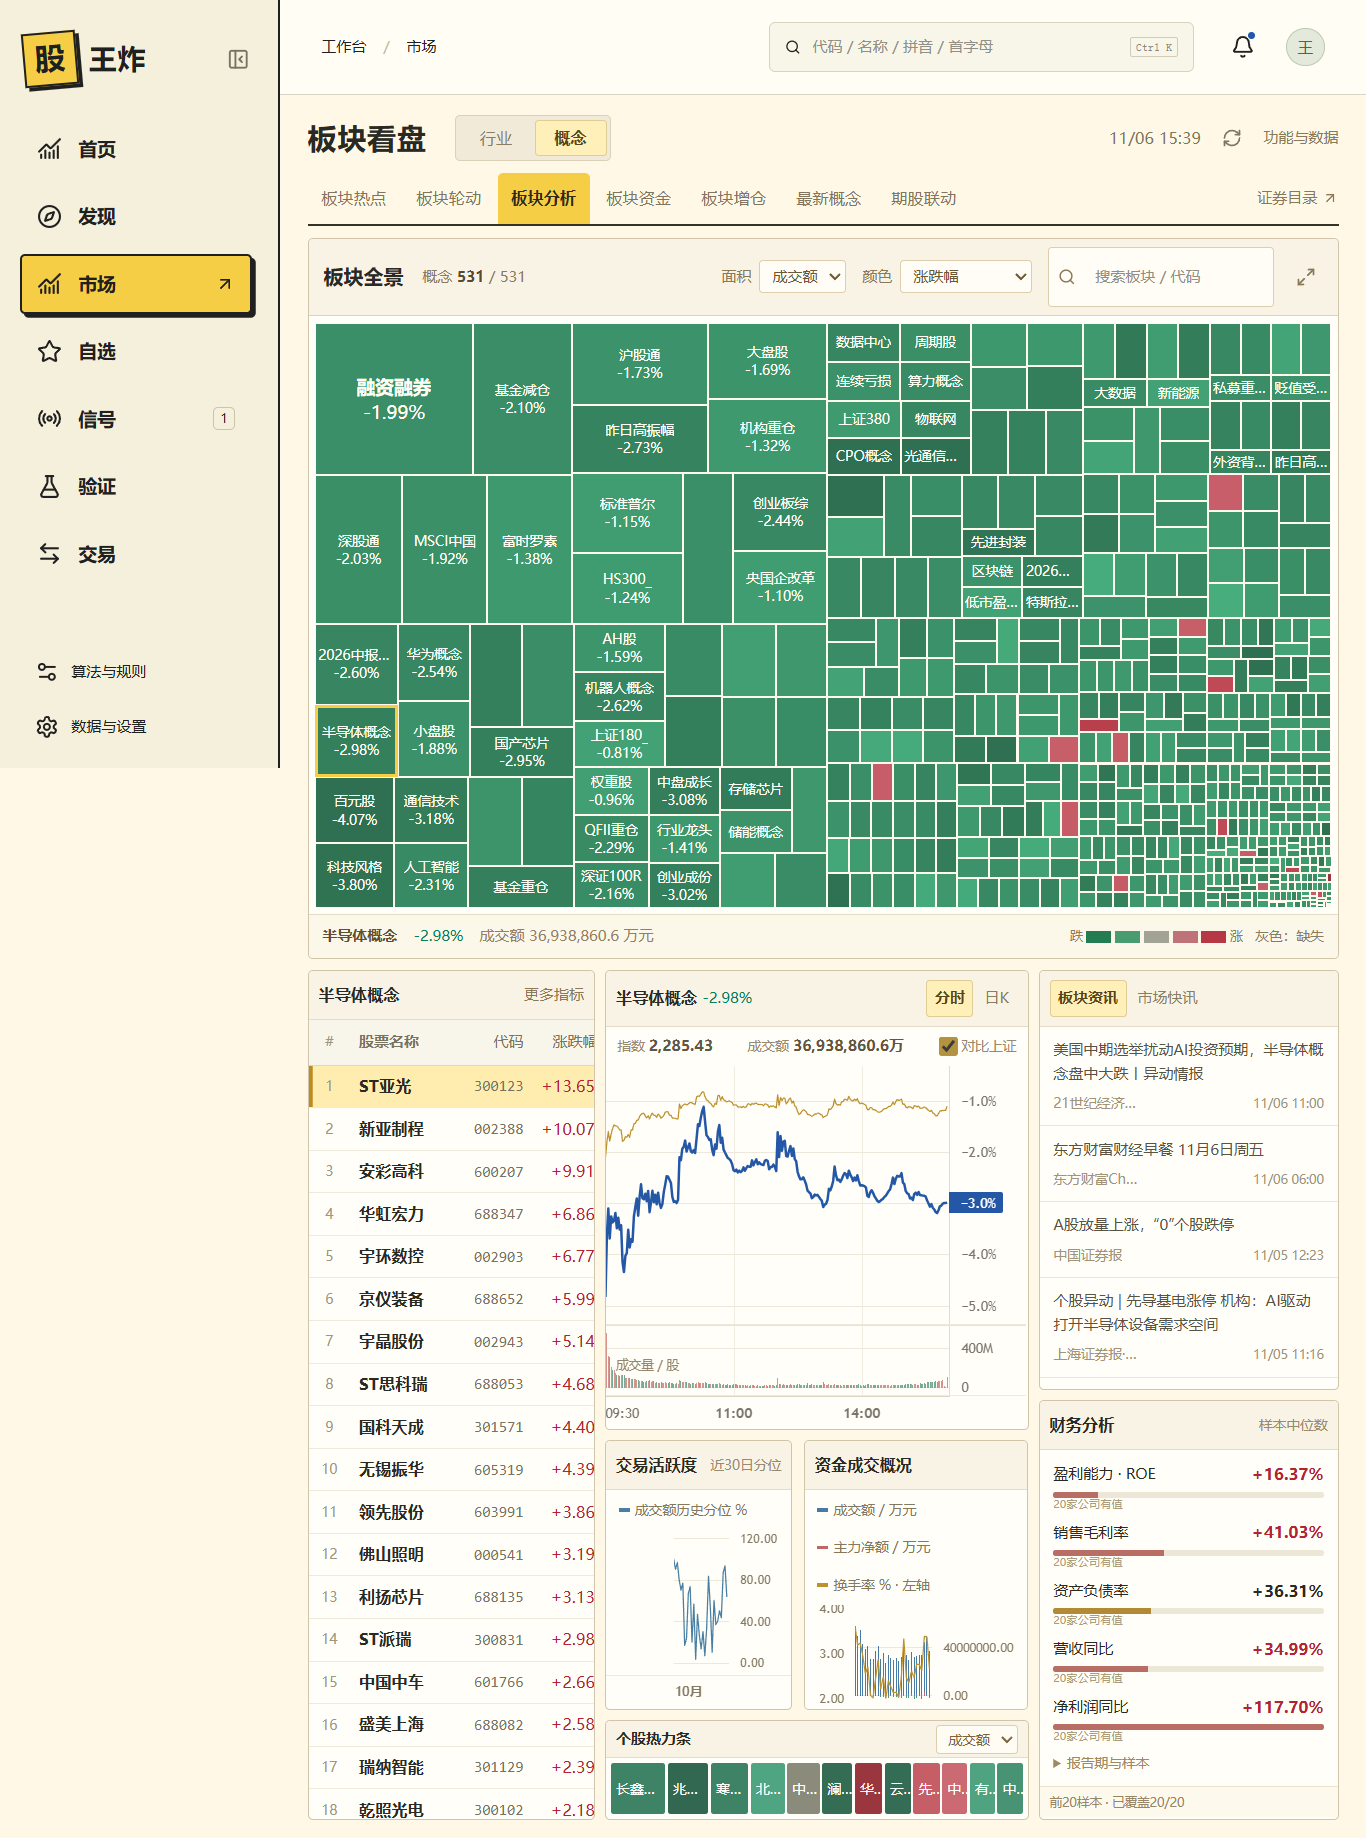 股 王炸
首页
发现
市场
自选
信号 1
验证
交易
算法与规则
数据与设置
工作台 / 市场
代码 / 名称 / 拼音 / 首字母 Ctrl K
王
板块看盘 行业 概念
11/06 15:39 功能与数据
板块热点 板块轮动 板块分析 板块资金 板块增仓 最新概念 期股联动 证券目录
板块全景 概念 531 / 531 面积 成交额 颜色 涨跌幅 搜索板块 / 代码
融资融券
-1.99%
基金减仓
-2.10%
沪股通
-1.73%
昨日高振幅
-2.73%
大盘股
-1.69%
机构重仓
-1.32%
深股通
-2.03%
MSCI中国
-1.92%
富时罗素
-1.38%
标准普尔
-1.15%
HS300_
-1.24%
创业板综
-2.44%
央国企改革
-1.10%
2026中报...
-2.60%
华为概念
-2.54%
半导体概念
-2.98%
小盘股
-1.88%
国产芯片
-2.95%
百元股
-4.07%
通信技术
-3.18%
科技风格
-3.80%
人工智能
-2.31%
基金重仓
AH股
-1.59%
机器人概念
-2.62%
上证180_
-0.81%
权重股
-0.96%
中盘成长
-3.08%
存储芯片
QFII重仓
-2.29%
行业龙头
-1.41%
储能概念
深证100R
-2.16%
创业成份
-3.02%
数据中心 周期股
连续亏损 算力概念
上证380 物联网
CPO概念 光通信...
大数据 新能源 私募重... 贬值受...
外资背... 昨日高...
先进封装
区块链 2026...
低市盈... 特斯拉...
半导体概念 -2.98% 成交额 36,938,860.6 万元 跌 涨 灰色：缺失
半导体概念 更多指标
# 股票名称 代码 涨跌幅
1 ST亚光 300123 +13.65
2 新亚制程 002388 +10.07
3 安彩高科 600207 +9.91
4 华虹宏力 688347 +6.86
5 宇环数控 002903 +6.77
6 京仪装备 688652 +5.99
7 宇晶股份 002943 +5.14
8 ST思科瑞 688053 +4.68
9 国科天成 301571 +4.40
10 无锡振华 605319 +4.39
11 领先股份 603991 +3.86
12 佛山照明 000541 +3.19
13 利扬芯片 688135 +3.13
14 ST派瑞 300831 +2.98
15 中国中车 601766 +2.66
16 盛美上海 688082 +2.58
17 瑞纳智能 301129 +2.39
18 乾照光电 300102 +2.18
半导体概念 -2.98% 分时 日K
指数 2,285.43 成交额 36,938,860.6万 对比上证
-1.0%
-2.0%
-3.0%
-4.0%
-5.0%
成交量 / 股
400M
0
09:30 11:00 14:00
交易活跃度 近30日分位
成交额历史分位 %
120.00
80.00
40.00
0.00
10月
资金成交概况
成交额 / 万元
主力净额 / 万元
换手率 % · 左轴
4.00
3.00
2.00
40000000.00
0.00
个股热力条 成交额
长鑫... 兆... 寒... 北... 中... 澜... 华... 云... 先... 中... 有... 中...
板块资讯 市场快讯
美国中期选举扰动AI投资预期，半导体概
念盘中大跌丨异动情报
21世纪经济... 11/06 11:00
东方财富财经早餐 11月6日周五
东方财富Ch... 11/06 06:00
A股放量上涨，“0”个股跌停
中国证券报 11/05 12:23
个股异动 | 先导基电涨停 机构：AI驱动
打开半导体设备需求空间
上海证券报·... 11/05 11:16
财务分析 样本中位数
盈利能力 · ROE +16.37%
20家公司有值
销售毛利率 +41.03%
20家公司有值
资产负债率 +36.31%
20家公司有值
营收同比 +34.99%
20家公司有值
净利润同比 +117.70%
20家公司有值
报告期与样本
前20样本 · 已覆盖20/20